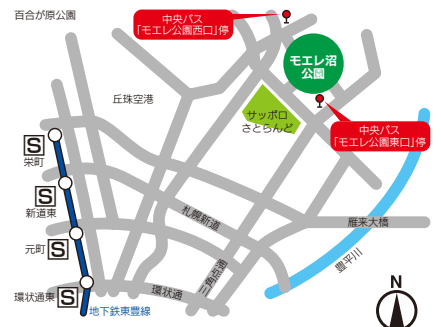 百合が原公園
中央バス
「モエレ公園西口」停
モエレ沼
公園
丘珠空港
サッポロ
さとらんど
中央バス
「モエレ公園東口」停
S
栄町
S
新道東
札幌新道
雁来大橋
S
元町
豊平川
三角点通
環状通東
S
環状通
地下鉄東豊線
N